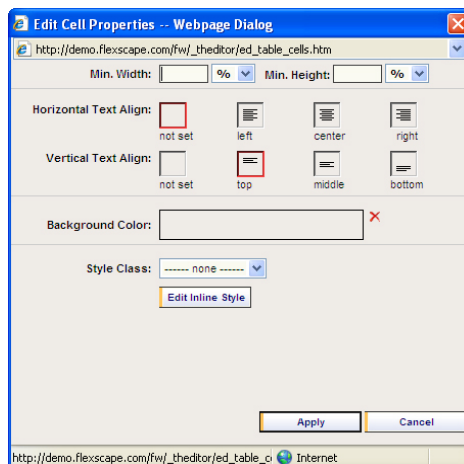 Edit Cell Properties -- Webpage Dialog
http://demo.flexscape.com/fw/_theditor/ed_table_cells.htm
Min. Width: % Min. Height: %
Horizontal Text Align:
not set left center right
Vertical Text Align:
not set top middle bottom
Background Color:
Style Class: ------ none ------
Edit Inline Style
Apply Cancel
http://demo.flexscape.com/fw/_theditor/ed_table_c Internet